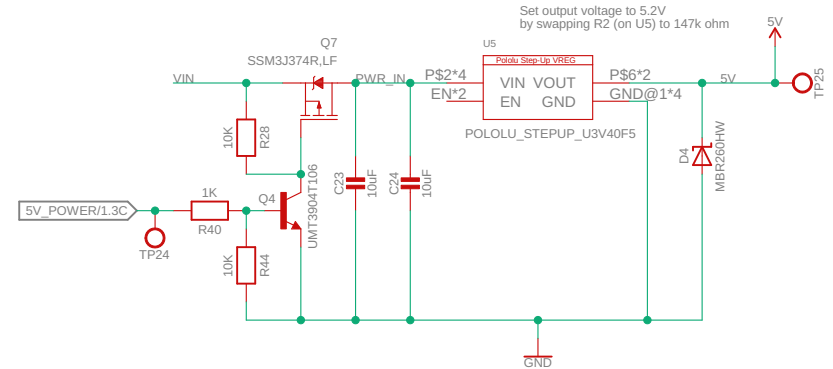 Set output voltage to 5.2V
by swapping R2 (on U5) to 147k ohm
5V
Q7
SSM3J374R,LF
U5
Pololu Step-Up VREG
VIN
PWR_IN
P$2*4
VIN VOUT
P$6*2
5V
TP25
EN*2
EN GND
GND@1*4
POLOLU_STEPUP_U3V40F5
10K
R28
D4
MBR260HW
C23
10uF
C24
10uF
1K
Q4
UMT3904T106
5V_POWER/1.3C
R40
TP24
10K
R44
GND